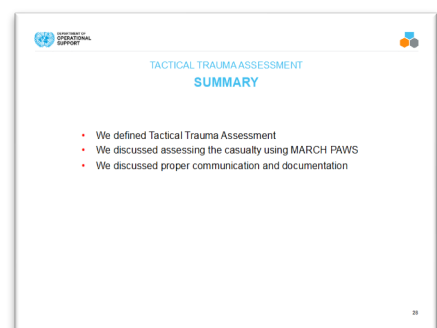 DEPARTMENT OF
OPERATIONAL
SUPPORT
TACTICAL TRAUMA ASSESSMENT
SUMMARY
• We defined Tactical Trauma Assessment
• We discussed assessing the casualty using MARCH PAWS
• We discussed proper communication and documentation